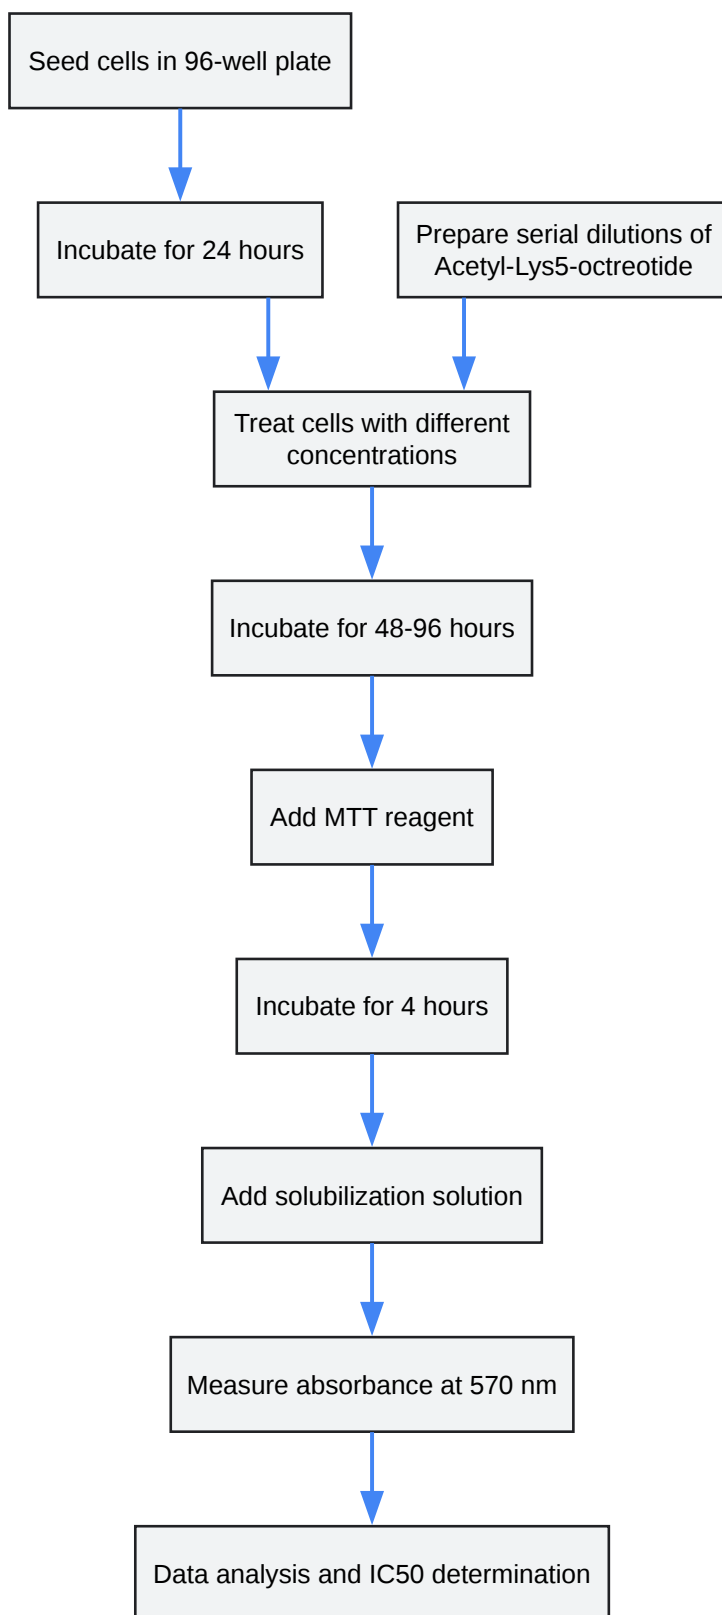 Seed cells in 96-well plate
Incubate for 24 hours
Prepare serial dilutions of
Acetyl-Lys5-octreotide
Treat cells with different
concentrations
Incubate for 48-96 hours
Add MTT reagent
Incubate for 4 hours
Add solubilization solution
Measure absorbance at 570 nm
Data analysis and IC50 determination